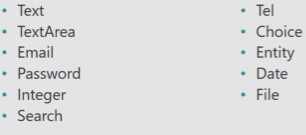 • Text
• TextArea
• Email
• Password
• Integer
• Search
• Tel
• Choice
• Entity
• Date
• File